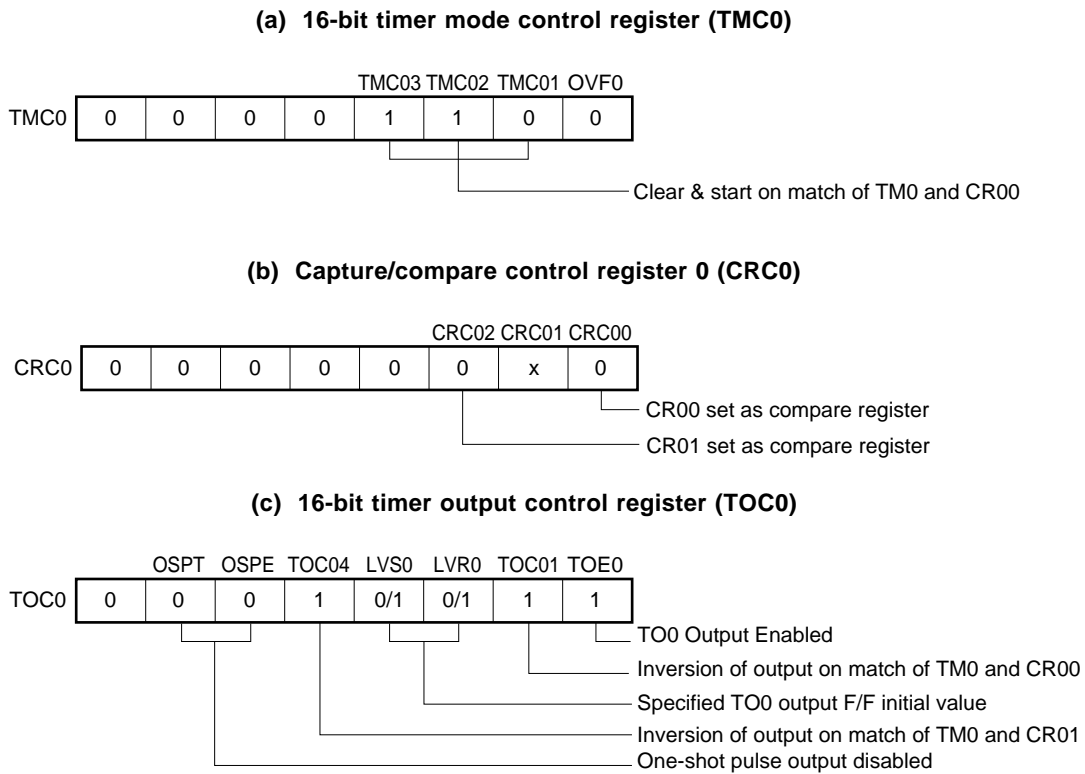 (a) 16-bit timer mode control register (TMC0)
TMC03 TMC02 TMC01 OVF0
TMC0 0 0 0 0 1 1 0 0
Clear & start on match of TM0 and CR00
(b) Capture/compare control register 0 (CRC0)
CRC02 CRC01 CRC00
CRC0 0 0 0 0 0 0 x 0
CR00 set as compare register
CR01 set as compare register
(c) 16-bit timer output control register (TOC0)
OSPT OSPE TOC04 LVS0 LVR0 TOC01 TOE0
TOC0 0 0 0 1 0/1 0/1 1 1
TO0 Output Enabled
Inversion of output on match of TM0 and CR00
Specified TO0 output F/F initial value
Inversion of output on match of TM0 and CR01
One-shot pulse output disabled